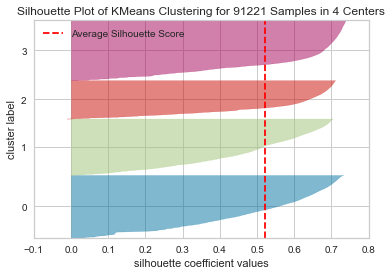 Silhouette Plot of KMeans Clustering for 91221 Samples in 4 Centers
Average Silhouette Score
cluster label
3
2
1
0
-0.1 0.0 0.1 0.2 0.3 0.4 0.5 0.6 0.7 0.8
silhouette coefficient values